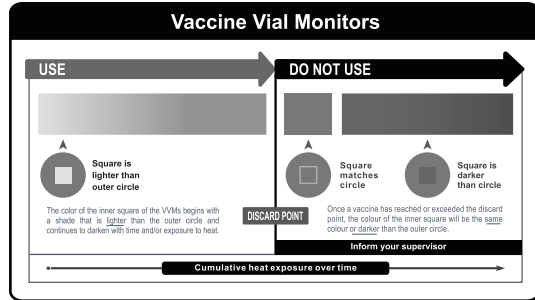 Vaccine Vial Monitors
USE
DO NOT USE
Square is
lighter than
outer circle
Square
matches
circle
Square is
darker
than circle
The color of the inner square of the VVMs begins with
a shade that is lighter than the outer circle and
continues to darken with time and/or exposure to heat.
DISCARD POINT
Once a vaccine has reached or exceeded the discard
point, the colour of the inner square will be the same
colour or darker than the outer circle.
Inform your supervisor
Cumulative heat exposure over time